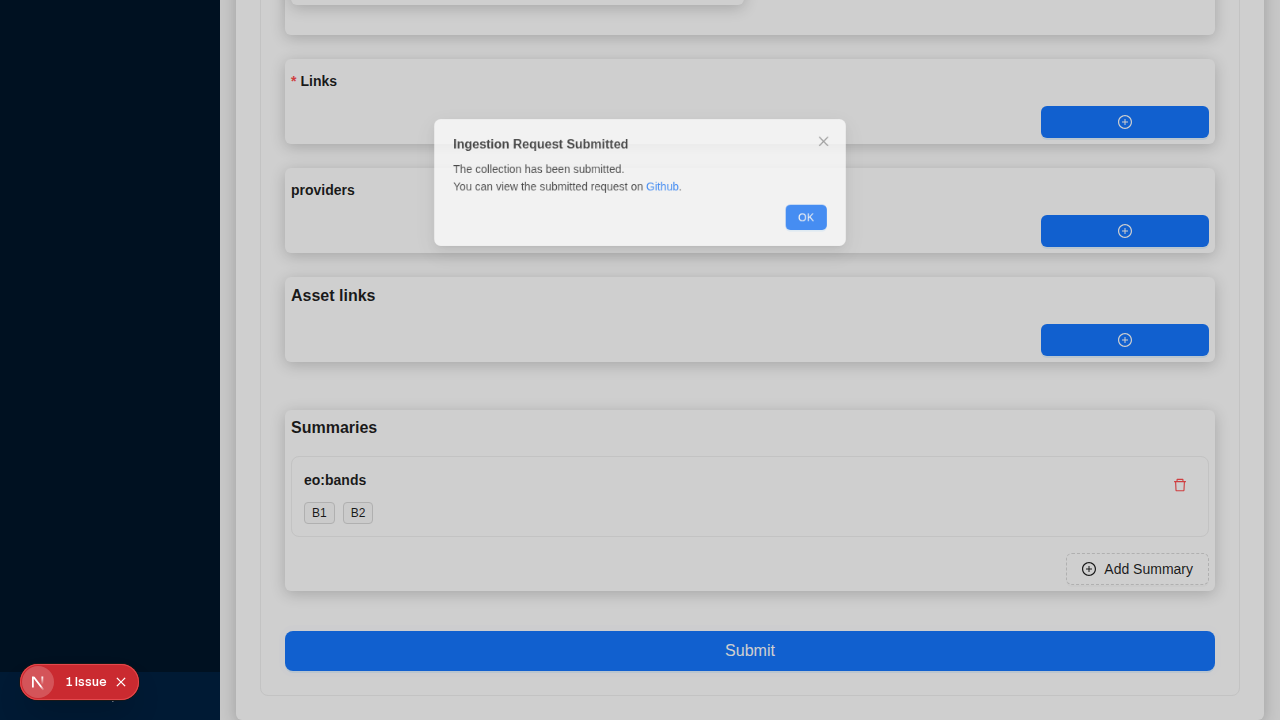 * Links
Ingestion Request Submitted
The collection has been submitted.
You can view the submitted request on Github.
OK
providers
Asset links
Summaries
eo:bands
B1 B2
Add Summary
Submit
N 1 Issue